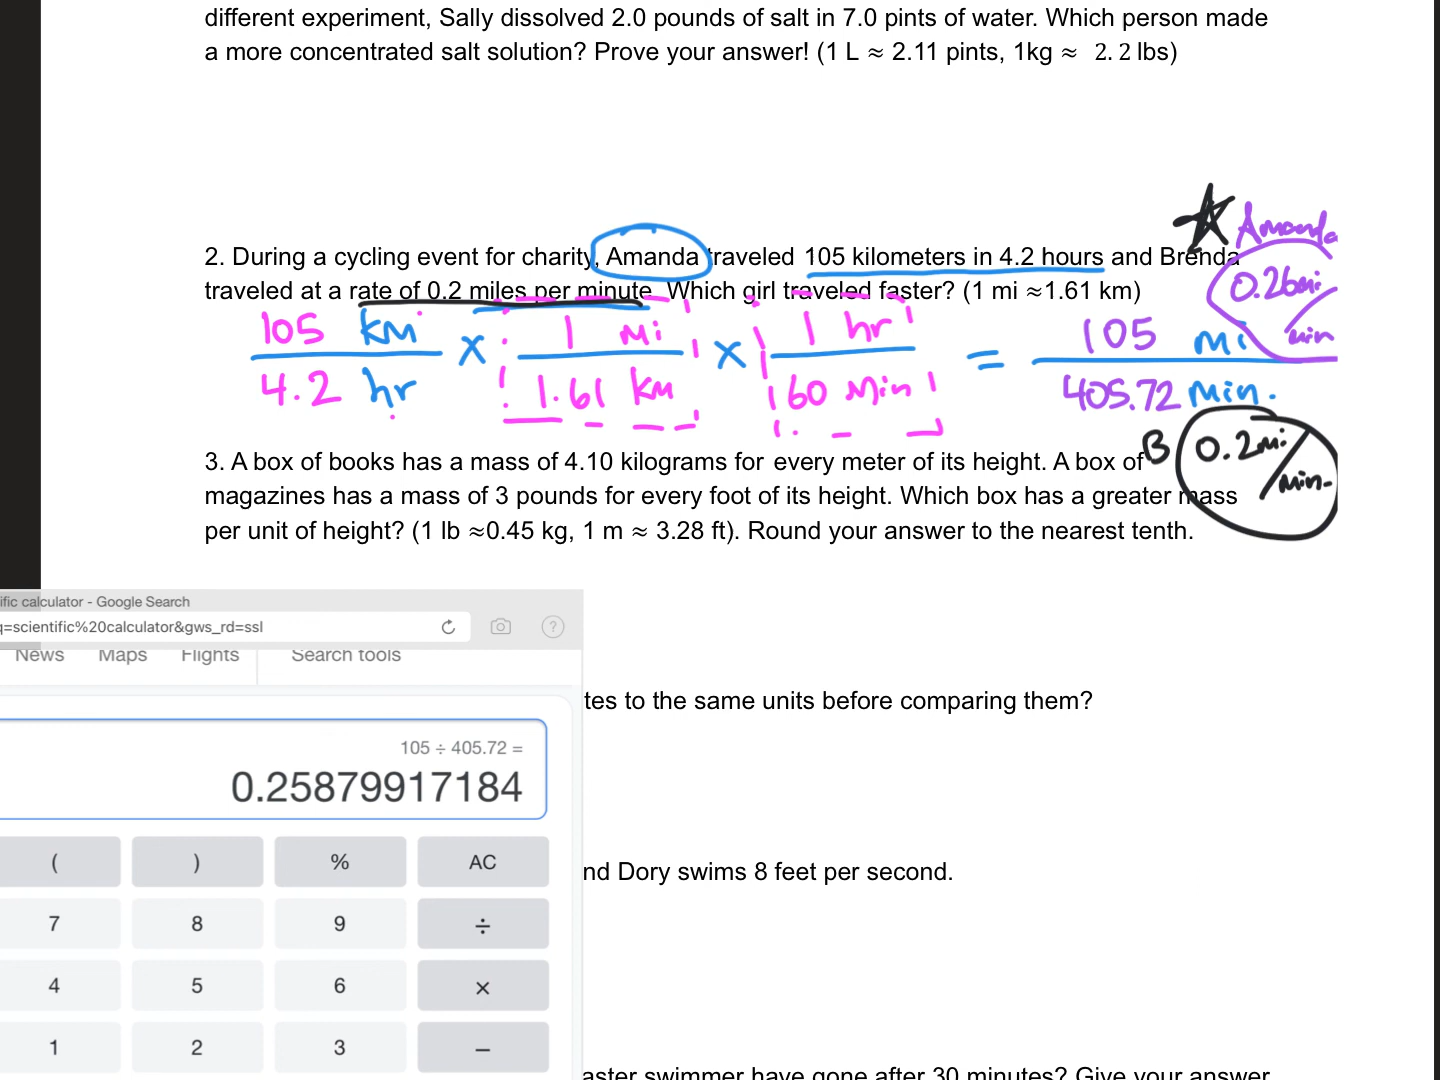 different experiment, Sally dissolved 2.0 pounds of salt in 7.0 pints of water. Which person made
a more concentrated salt solution? Prove your answer! (1 L ≈ 2.11 pints, 1kg ≈ 2.2 lbs)
Amanda
2. During a cycling event for charity, Amanda traveled 105 kilometers in 4.2 hours and Brenda
0.26mi/min
traveled at a rate of 0.2 miles per minute. Which girl traveled faster? (1 mi ≈1.61 km)
105 km / 4.2 hr x 1 Mi / 1.61 km x 1 hr / 60 Min = 105 Mi / 405.72 Min.
B 0.2mi/min.
3. A box of books has a mass of 4.10 kilograms for every meter of its height. A box of
magazines has a mass of 3 pounds for every foot of its height. Which box has a greater mass
per unit of height? (1 lb ≈0.45 kg, 1 m ≈ 3.28 ft). Round your answer to the nearest tenth.
ific calculator - Google Search
q=scientific%20calculator&gws_rd=ssl
News Maps Flights Search tools
tes to the same units before comparing them?
105 ÷ 405.72 =
0.25879917184
( ) % AC
nd Dory swims 8 feet per second.
7 8 9 ÷
4 5 6 ×
1 2 3 −
aster swimmer have gone after 30 minutes? Give your answer